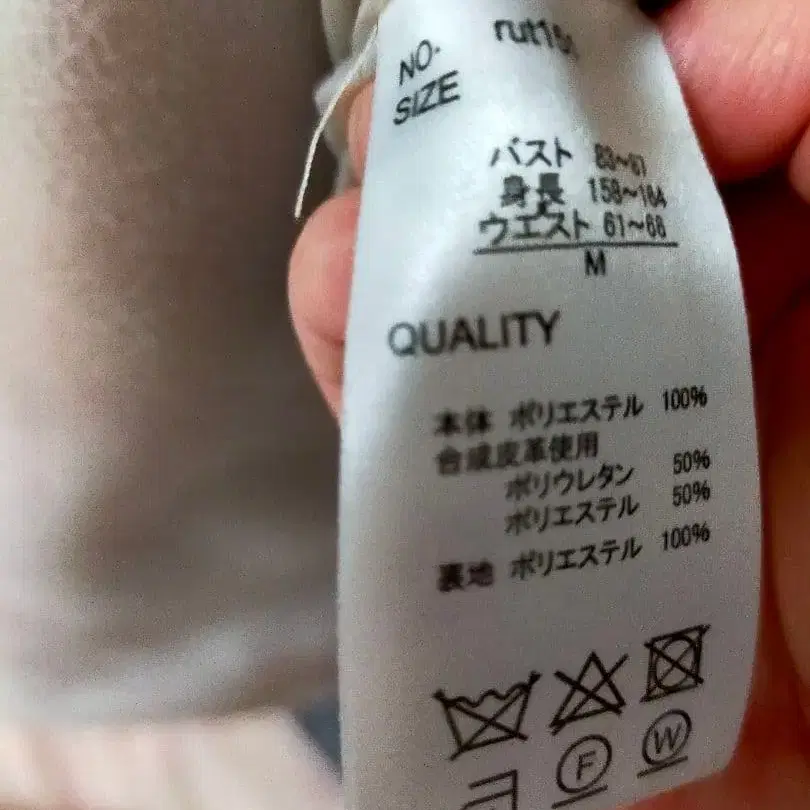 NO.
SIZE
バスト
身長 158～164
ウエスト 61～68
M
QUALITY
本体 ポリエステル 100%
合成皮革使用
ポリウレタン 50%
ポリエステル 50%
裏地 ポリエステル 100%
F W